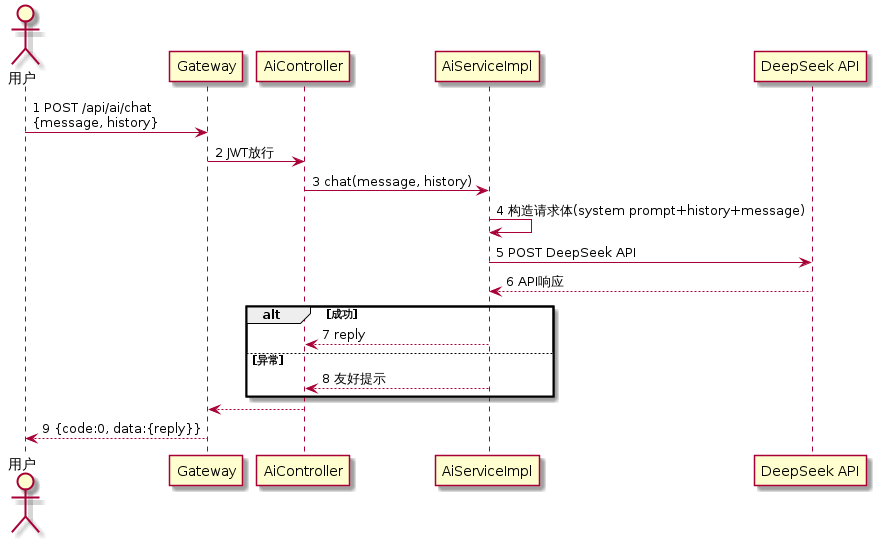 用户
Gateway
AiController
AiServiceImpl
DeepSeek API
1 POST /api/ai/chat
{message, history}
2 JWT放行
3 chat(message, history)
4 构造请求体(system prompt+history+message)
5 POST DeepSeek API
6 API响应
alt [成功]
7 reply
[异常]
8 友好提示
9 {code:0, data:{reply}}
用户
Gateway
AiController
AiServiceImpl
DeepSeek API